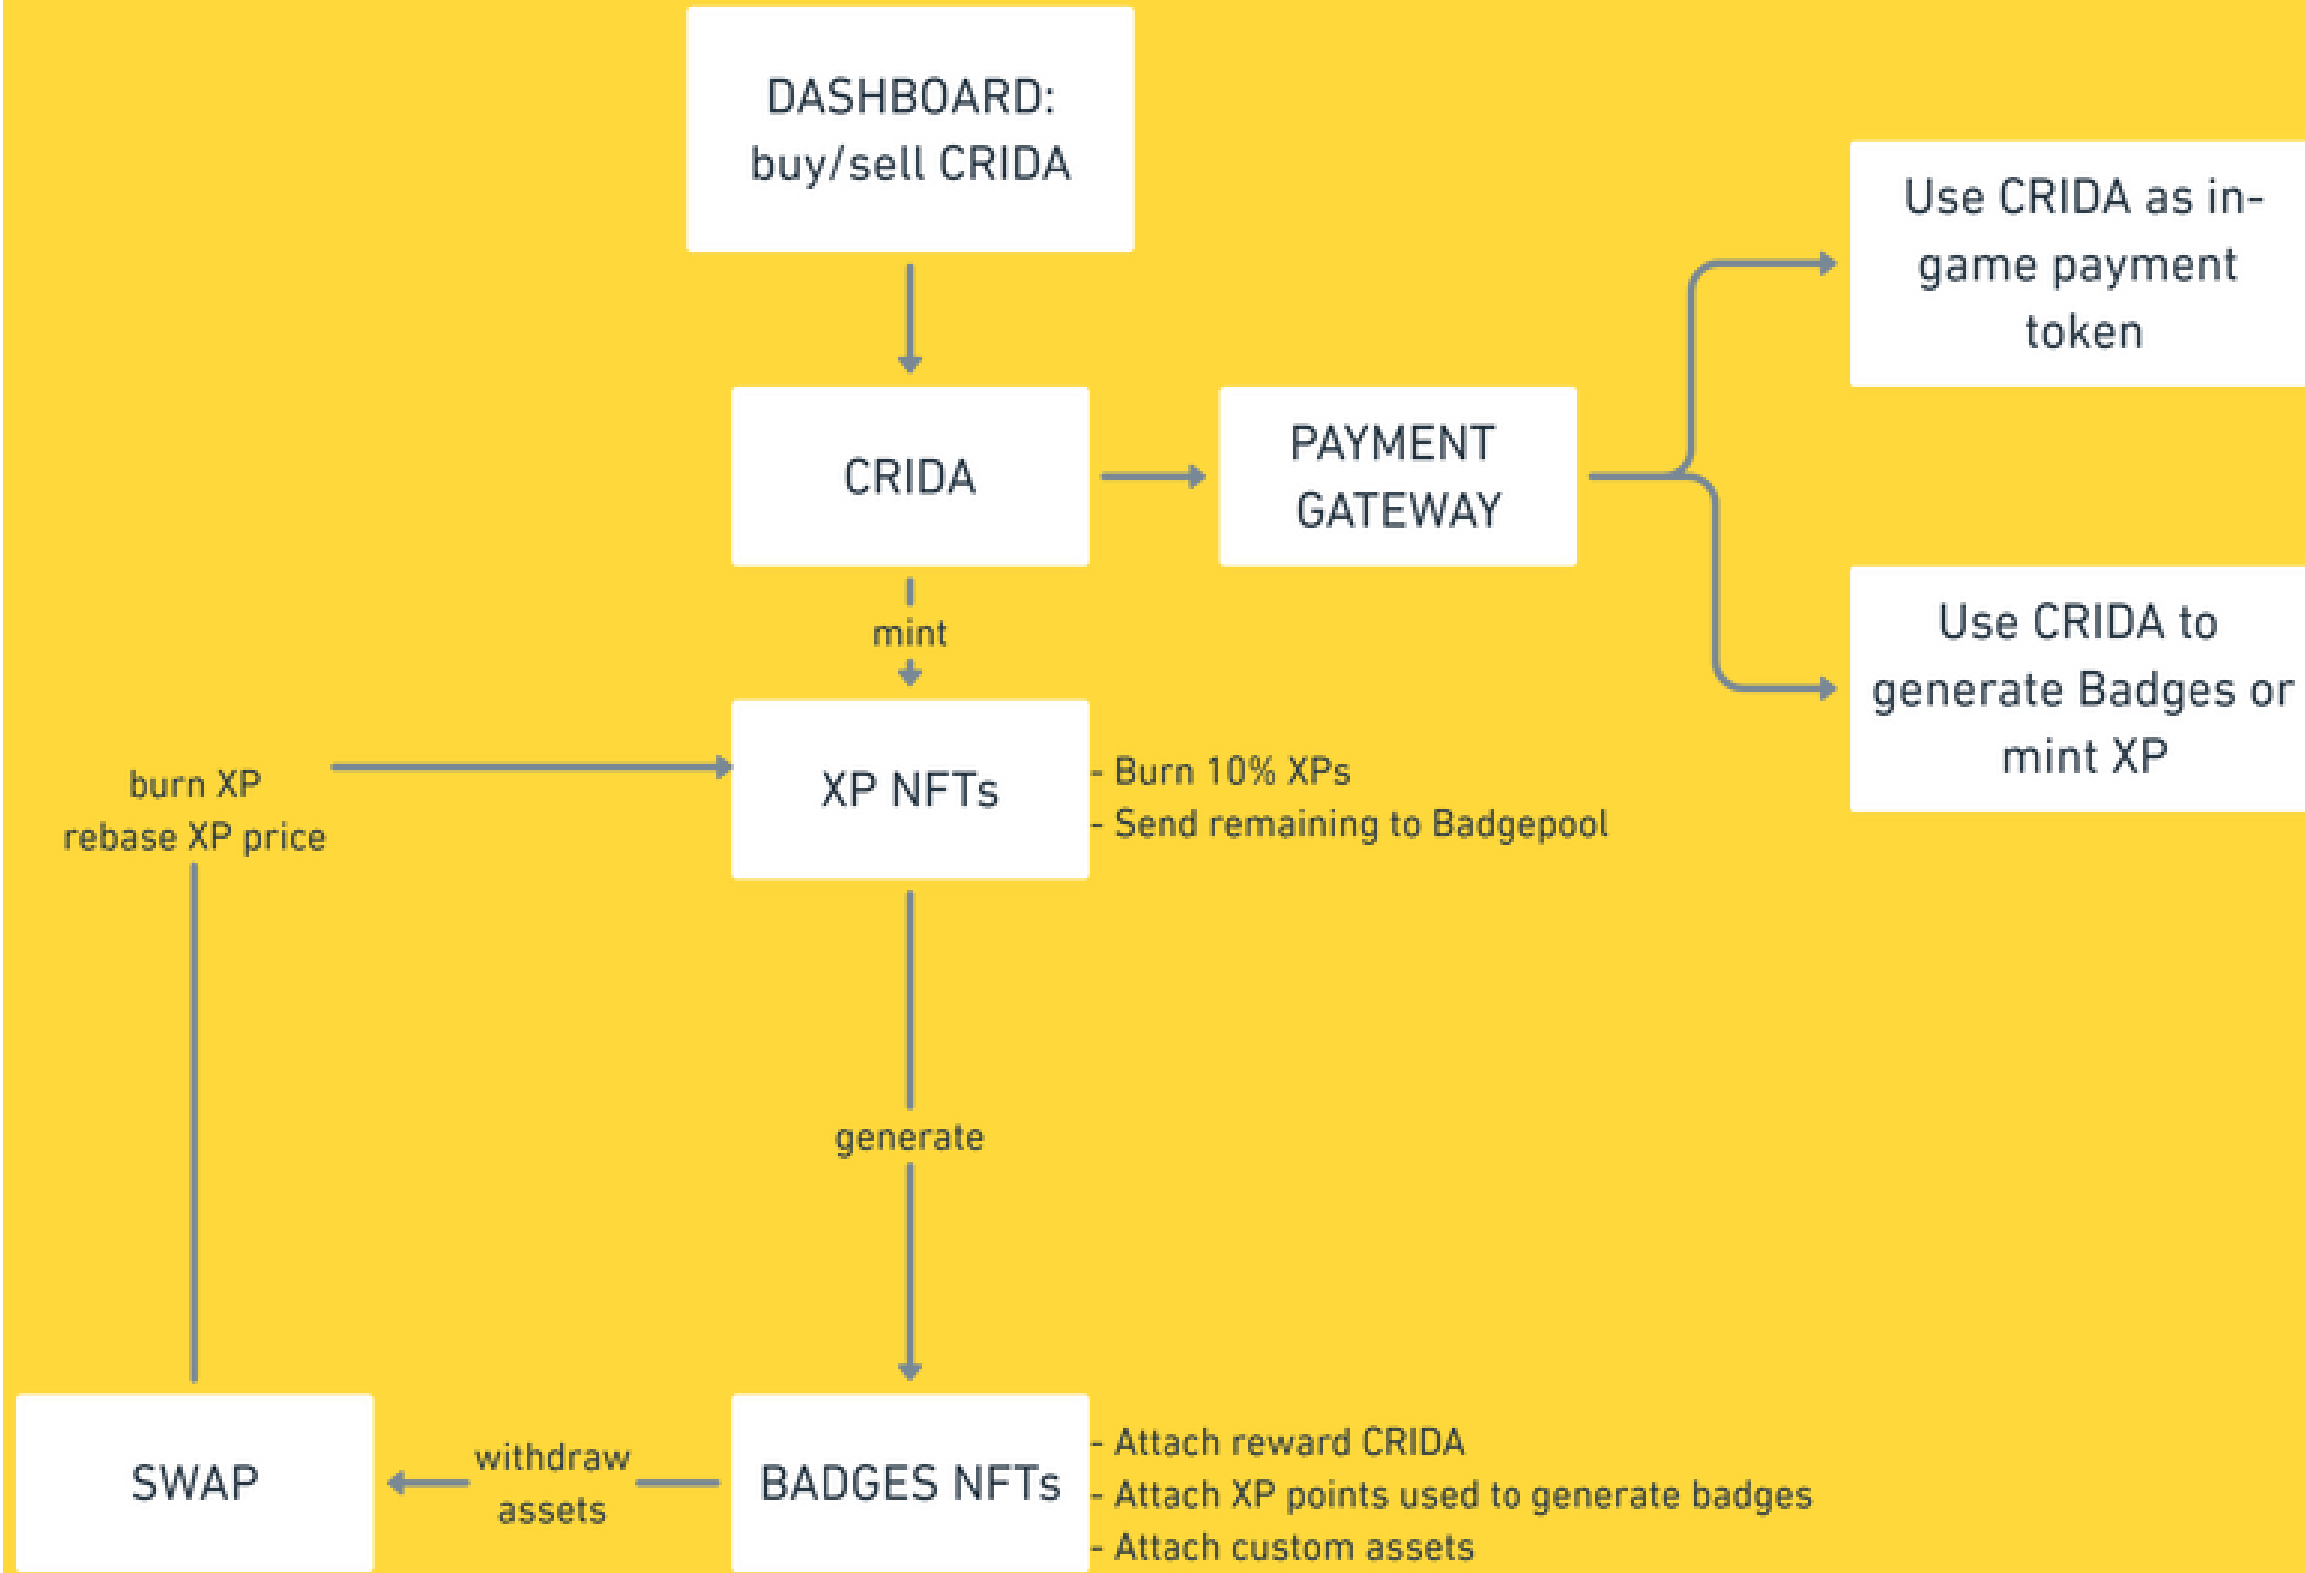 DASHBOARD:
buy/sell CRIDA
Use CRIDA as in-
game payment
token
CRIDA
PAYMENT
GATEWAY
mint
Use CRIDA to
generate Badges or
mint XP
burn XP
rebase XP price
XP NFTs
- Burn 10% XPs
- Send remaining to Badgepool
generate
SWAP
withdraw
assets
BADGES NFTs
- Attach reward CRIDA
- Attach XP points used to generate badges
- Attach custom assets